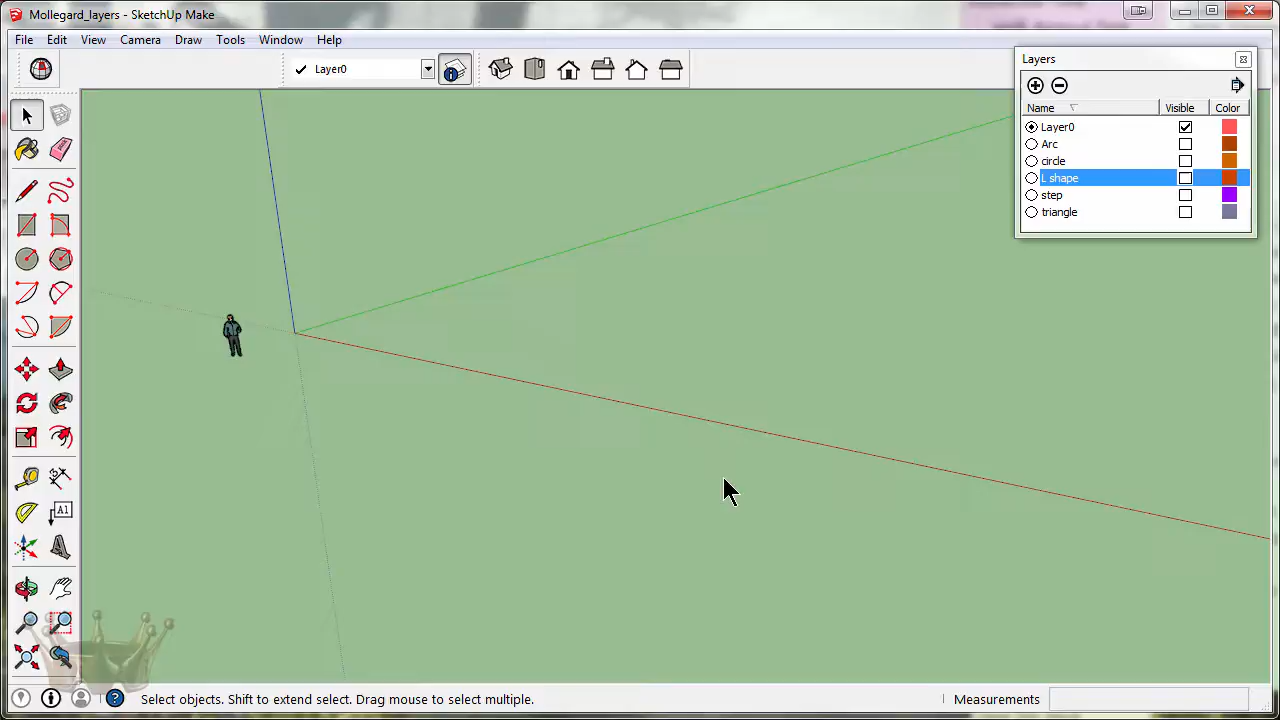 Mollegard_layers - SketchUp Make
File Edit View Camera Draw Tools Window Help
Layer0
Layers
Name Visible Color
Layer0
Arc
circle
L shape
step
triangle
A1
Select objects. Shift to extend select. Drag mouse to select multiple.
Measurements